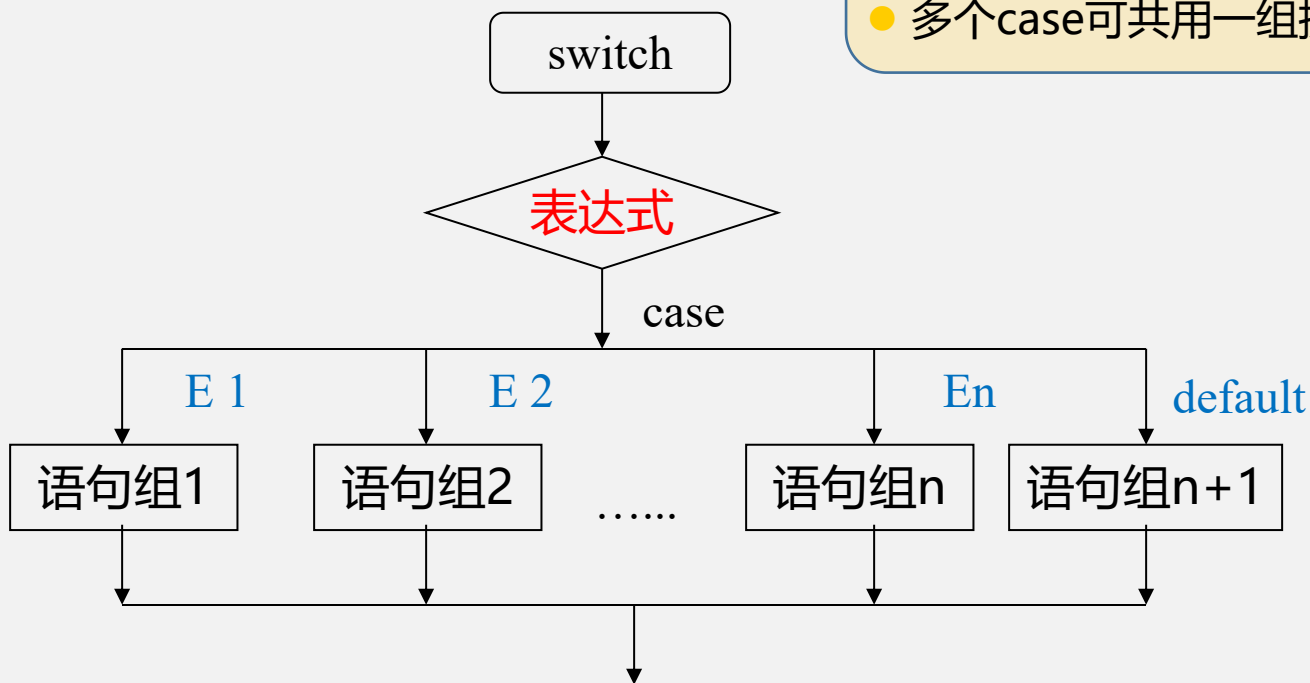 多个case可共用一组
switch
表达式
case
E 1
E 2
En
default
语句组1
语句组2
…...
语句组n
语句组n+1